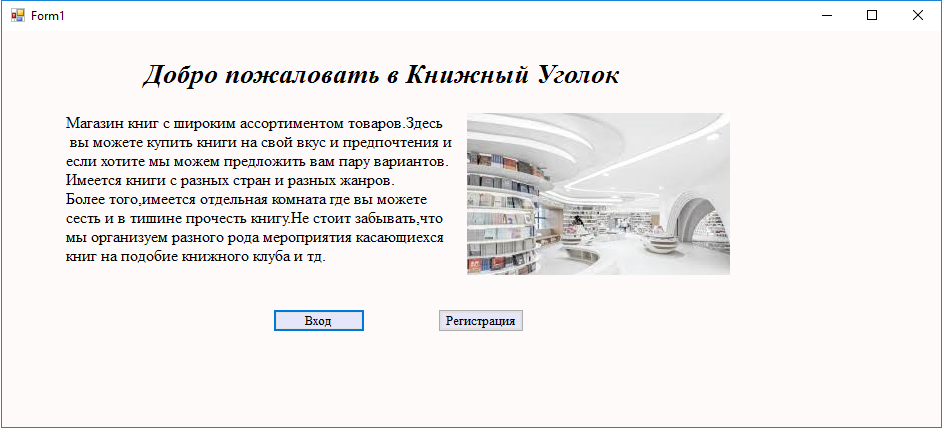 Form1
Добро пожаловать в Книжный Уголок
Магазин книг с широким ассортиментом товаров.Здесь
вы можете купить книги на свой вкус и предпочтения и
если хотите мы можем предложить вам пару вариантов.
Имеется книги с разных стран и разных жанров.
Более того,имеется отдельная комната где вы можете
сесть и в тишине прочесть книгу.Не стоит забывать,что
мы организуем разного рода мероприятия касающиехся
книг на подобие книжного клуба и тд.
Вход
Регистрация